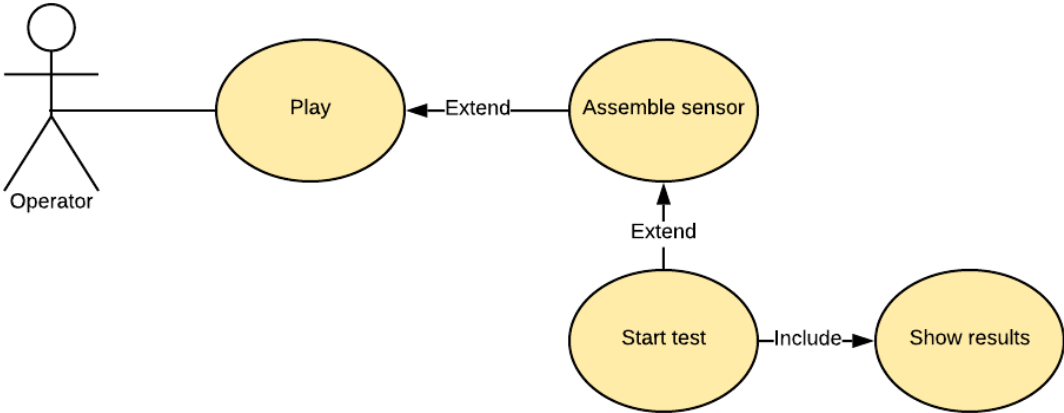 Play
Extend
Assemble sensor
Operator
Extend
Start test
Include
Show results